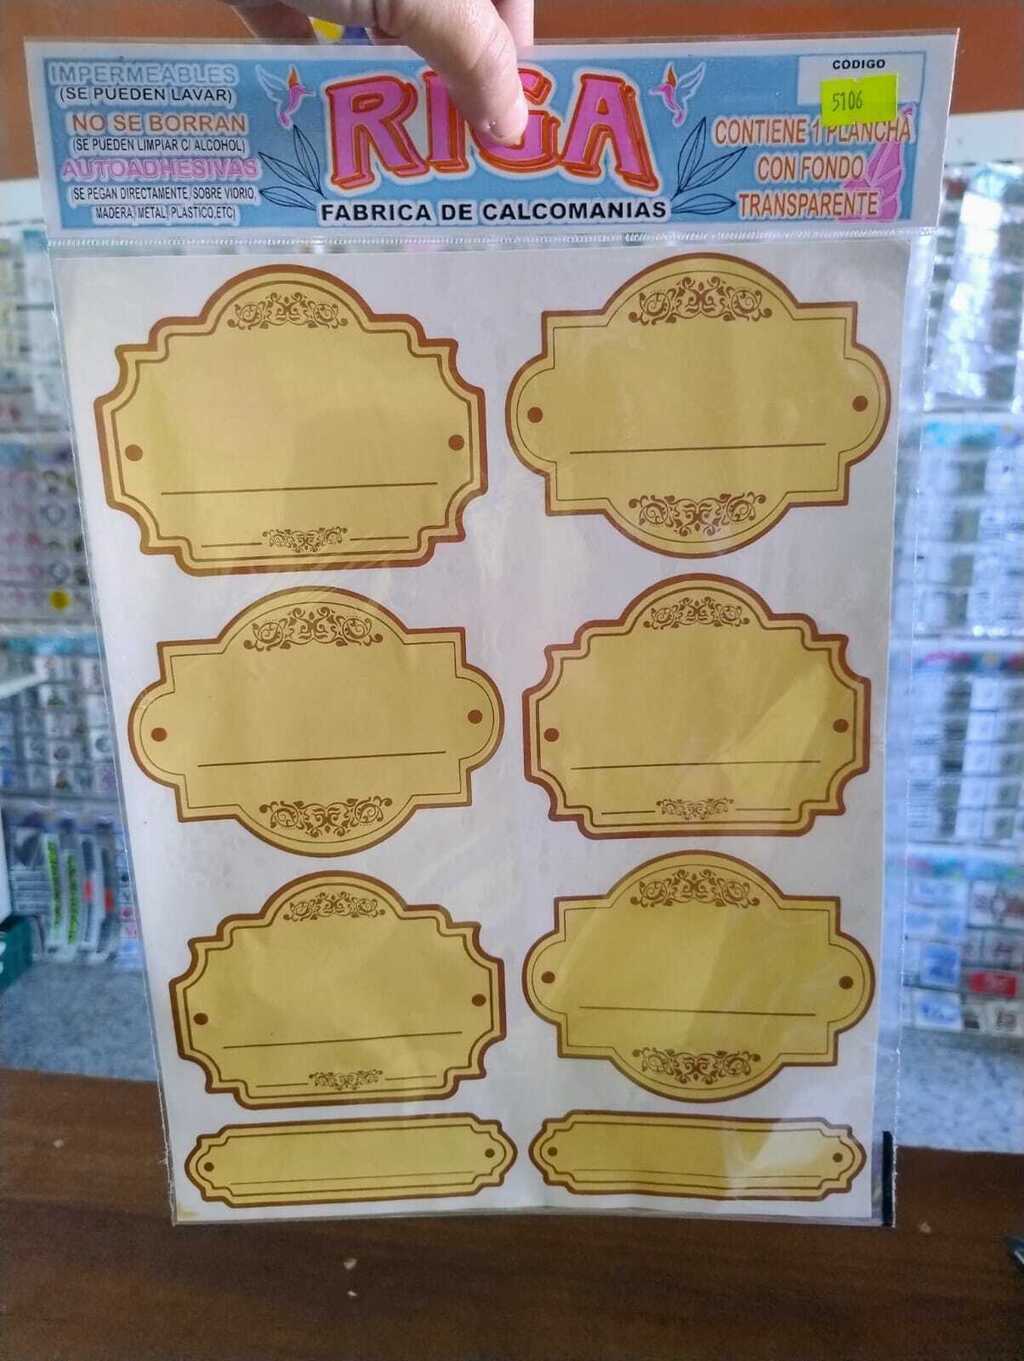 IMPERMEABLES
(SE PUEDEN LAVAR)
NO SE BORRAN
(SE PUEDEN LIMPIAR C/ ALCOHOL)
AUTOADHESIVAS
(SE PEGAN DIRECTAMENTE, SOBRE VIDRIO,
MADERA, METAL, PLASTICO,ETC)
RIGA
FABRICA DE CALCOMANIAS
CÓDIGO
5106
CONTIENE 1 PLANCHA
CON FONDO
TRANSPARENTE